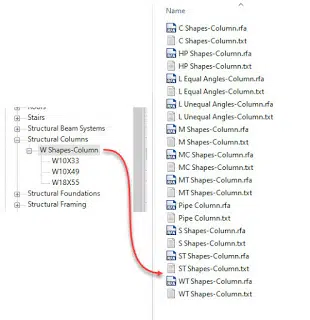 Name
C Shapes-Column.rfa
C Shapes-Column.txt
HP Shapes-Column.rfa
HP Shapes-Column.txt
L Equal Angles-Column.rfa
L Equal Angles-Column.txt
L Unequal Angles-Column.rfa
L Unequal Angles-Column.txt
M Shapes-Column.rfa
M Shapes-Column.txt
MC Shapes-Column.rfa
MC Shapes-Column.txt
MT Shapes-Column.rfa
MT Shapes-Column.txt
Pipe Column.rfa
Pipe Column.txt
S Shapes-Column.rfa
S Shapes-Column.txt
ST Shapes-Column.rfa
ST Shapes-Column.txt
WT Shapes-Column.rfa
WT Shapes-Column.txt
Stairs
Structural Beam Systems
Structural Columns
W Shapes-Column
W10X33
W10X49
W18X55
Structural Foundations
Structural Framing